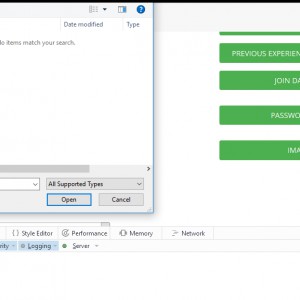 Date modified Type
items match your search.
PREVIOUS EXPERIEN
JOIN DA
PASSWO
IMA
All Supported Types
Open Cancel
{} Style Editor Performance Memory Network
rity Logging Server